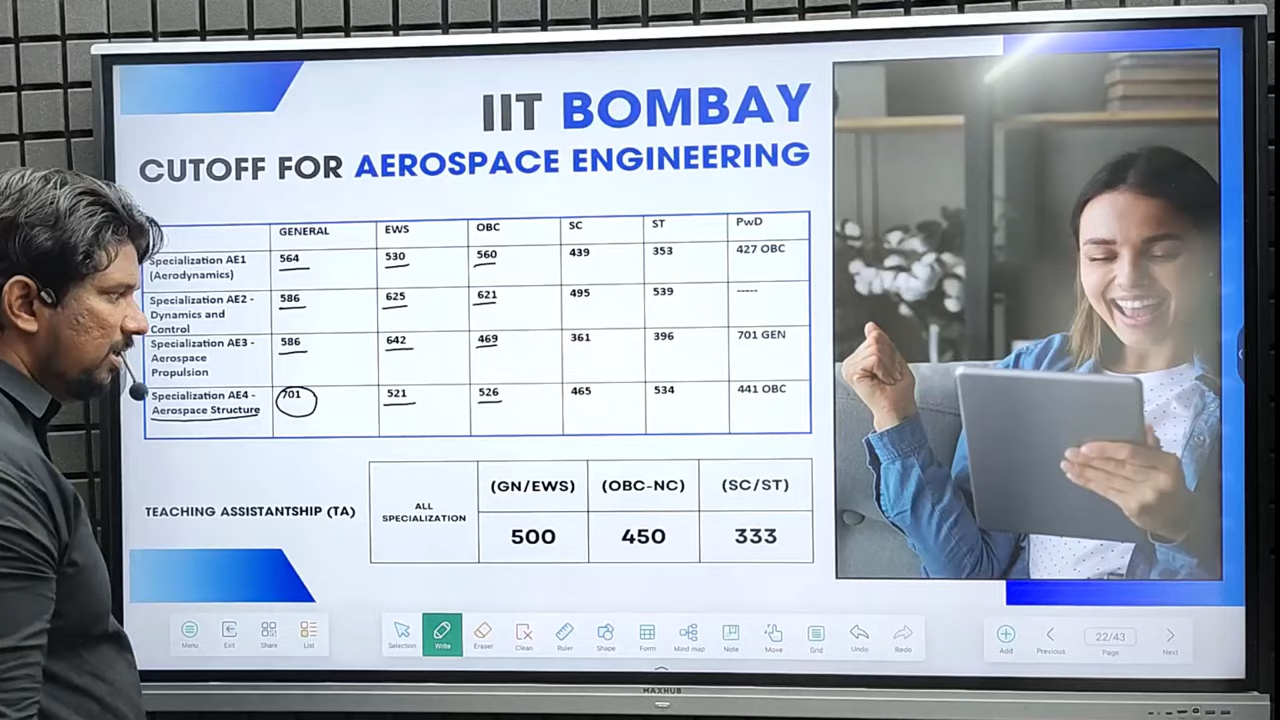 IIT BOMBAY
CUTOFF FOR AEROSPACE ENGINEERING
GENERAL EWS OBC SC ST PwD
Specialization AE1 564 530 560 439 353 427 OBC
(Aerodynamics)
Specialization AE2 - 586 625 621 495 539 -----
Dynamics and
Control
Specialization AE3 - 586 642 469 361 396 701 GEN
Aerospace
Propulsion
Specialization AE4 - 701 521 526 465 534 441 OBC
Aerospace Structure
TEACHING ASSISTANTSHIP (TA)
ALL
SPECIALIZATION
(GN/EWS) (OBC-NC) (SC/ST)
500 450 333
Menu Exit Share List Selection Write Eraser Clean Ruler Shape Form Mind map Note Move Grid Undo Redo Add Previous 22/43 Page Next
MAXHUB